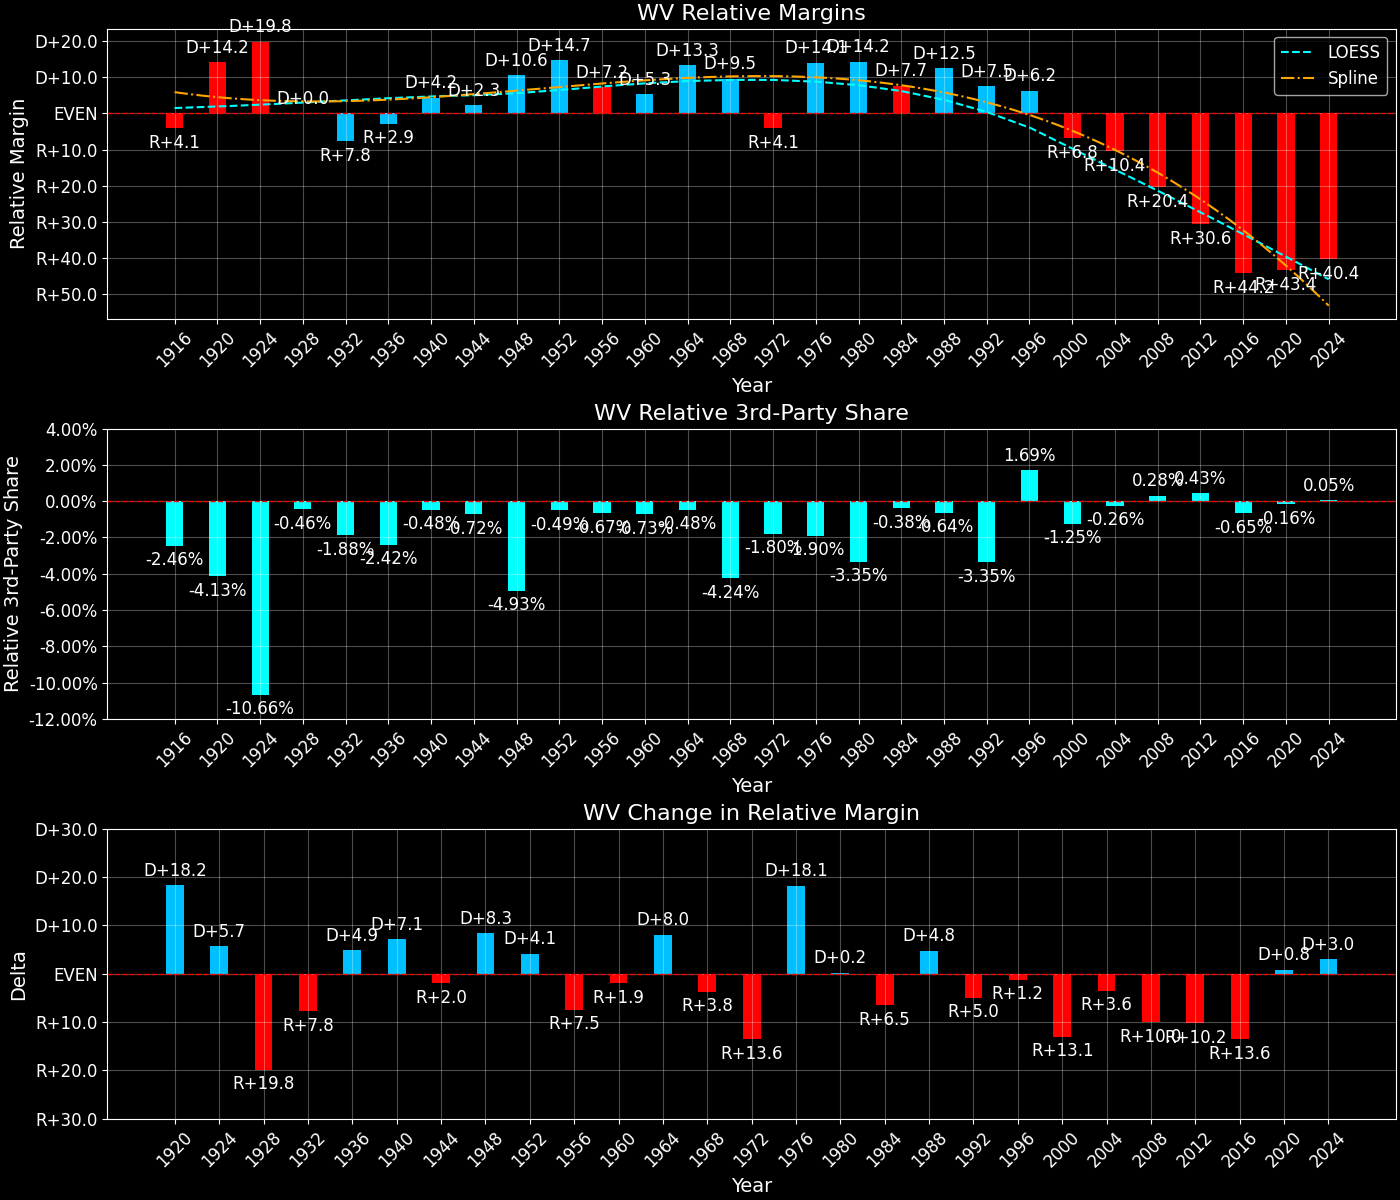 WV Relative Margins
Relative Margin
D+20.0
D+10.0
EVEN
R+10.0
R+20.0
R+30.0
R+40.0
R+50.0
R+4.1
D+14.2
D+19.8
D+0.0
R+7.8
R+2.9
D+4.2
D+2.3
D+10.6
D+14.7
D+7.2
D+5.3
D+13.3
D+9.5
R+4.1
D+14.1
D+14.2
D+7.7
D+12.5
D+7.5
D+6.2
R+6.8
R+10.4
R+20.4
R+30.6
R+44.2
R+43.4
R+40.4
LOESS
Spline
1916 1920 1924 1928 1932 1936 1940 1944 1948 1952 1956 1960 1964 1968 1972 1976 1980 1984 1988 1992 1996 2000 2004 2008 2012 2016 2020 2024
Year
WV Relative 3rd-Party Share
Relative 3rd-Party Share
4.00%
2.00%
0.00%
-2.00%
-4.00%
-6.00%
-8.00%
-10.00%
-12.00%
-2.46%
-4.13%
-10.66%
-0.46%
-1.88%
-2.42%
-0.48%
-0.72%
-4.93%
-0.49%
-0.67%
-0.73%
-0.48%
-4.24%
-1.80%
-1.90%
-3.35%
-0.38%
-0.64%
-3.35%
1.69%
-1.25%
-0.26%
0.28%
0.43%
-0.65%
-0.16%
0.05%
1916 1920 1924 1928 1932 1936 1940 1944 1948 1952 1956 1960 1964 1968 1972 1976 1980 1984 1988 1992 1996 2000 2004 2008 2012 2016 2020 2024
Year
WV Change in Relative Margin
Delta
D+30.0
D+20.0
D+10.0
EVEN
R+10.0
R+20.0
R+30.0
D+18.2
D+5.7
R+19.8
R+7.8
D+4.9
D+7.1
R+2.0
D+8.3
D+4.1
R+7.5
R+1.9
D+8.0
R+3.8
R+13.6
D+18.1
D+0.2
R+6.5
D+4.8
R+5.0
R+1.2
R+13.1
R+3.6
R+10.0
R+10.2
R+13.6
D+0.8
D+3.0
1920 1924 1928 1932 1936 1940 1944 1948 1952 1956 1960 1964 1968 1972 1976 1980 1984 1988 1992 1996 2000 2004 2008 2012 2016 2020 2024
Year